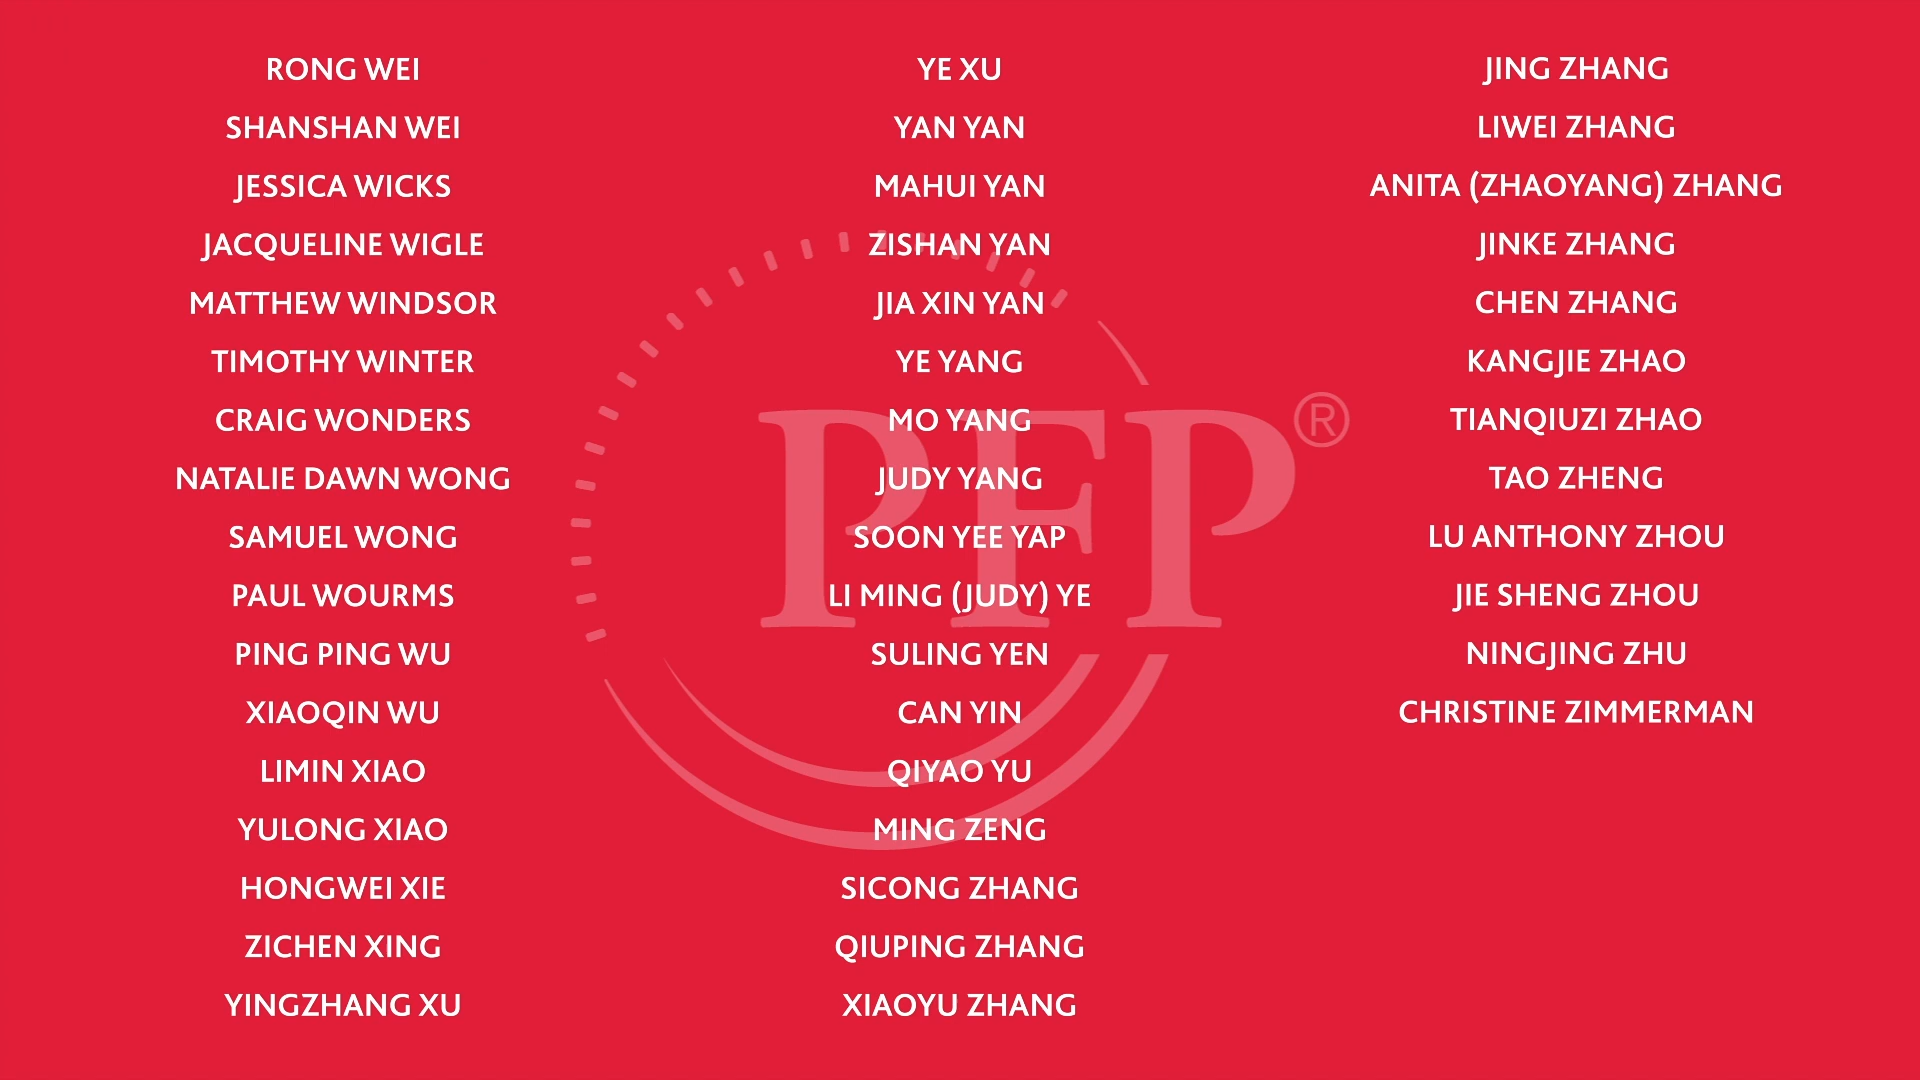 RONG WEI
SHANSHAN WEI
JESSICA WICKS
JACQUELINE WIGLE
MATTHEW WINDSOR
TIMOTHY WINTER
CRAIG WONDERS
NATALIE DAWN WONG
SAMUEL WONG
PAUL WOURMS
PING PING WU
XIAOQIN WU
LIMIN XIAO
YULONG XIAO
HONGWEI XIE
ZICHEN XING
YINGZHANG XU
YE XU
YAN YAN
MAHUI YAN
ZISHAN YAN
JIA XIN YAN
YE YANG
MO YANG
JUDY YANG
SOON YEE YAP
LI MING (JUDY) YE
SULING YEN
CAN YIN
QIYAO YU
MING ZENG
SICONG ZHANG
QIUPING ZHANG
XIAOYU ZHANG
JING ZHANG
LIWEI ZHANG
ANITA (ZHAOYANG) ZHANG
JINKE ZHANG
CHEN ZHANG
KANGJIE ZHAO
TIANQIUZI ZHAO
TAO ZHENG
LU ANTHONY ZHOU
JIE SHENG ZHOU
NINGJING ZHU
CHRISTINE ZIMMERMAN
PFP®